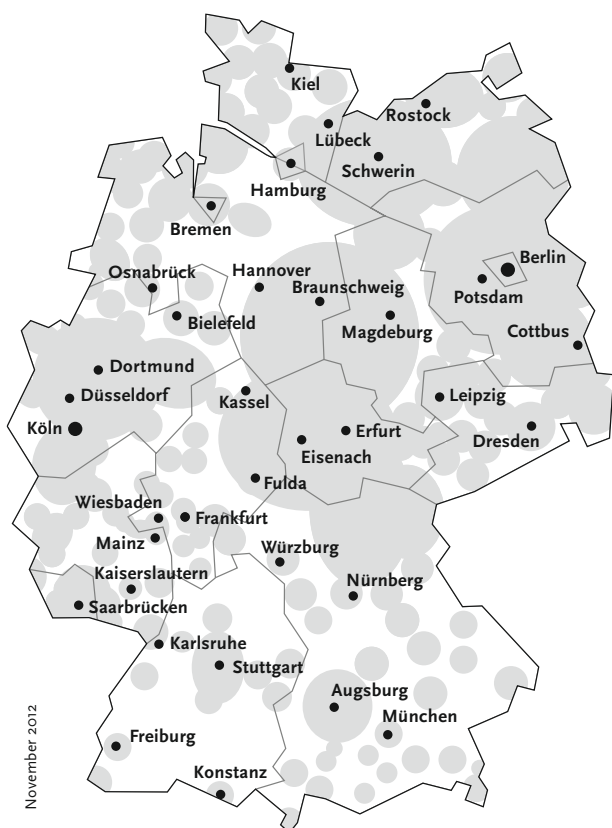 Kiel
Rostock
Lübeck
Schwerin
Hamburg
Bremen
Berlin
Osnabrück
Hannover
Braunschweig
Potsdam
Bielefeld
Magdeburg
Cottbus
Dortmund
Düsseldorf
Kassel
Leipzig
Köln
Erfurt
Dresden
Eisenach
Fulda
Wiesbaden
Frankfurt
Mainz
Würzburg
Kaiserslautern
Nürnberg
Saarbrücken
Karlsruhe
Stuttgart
Augsburg
München
Freiburg
Konstanz
November 2012